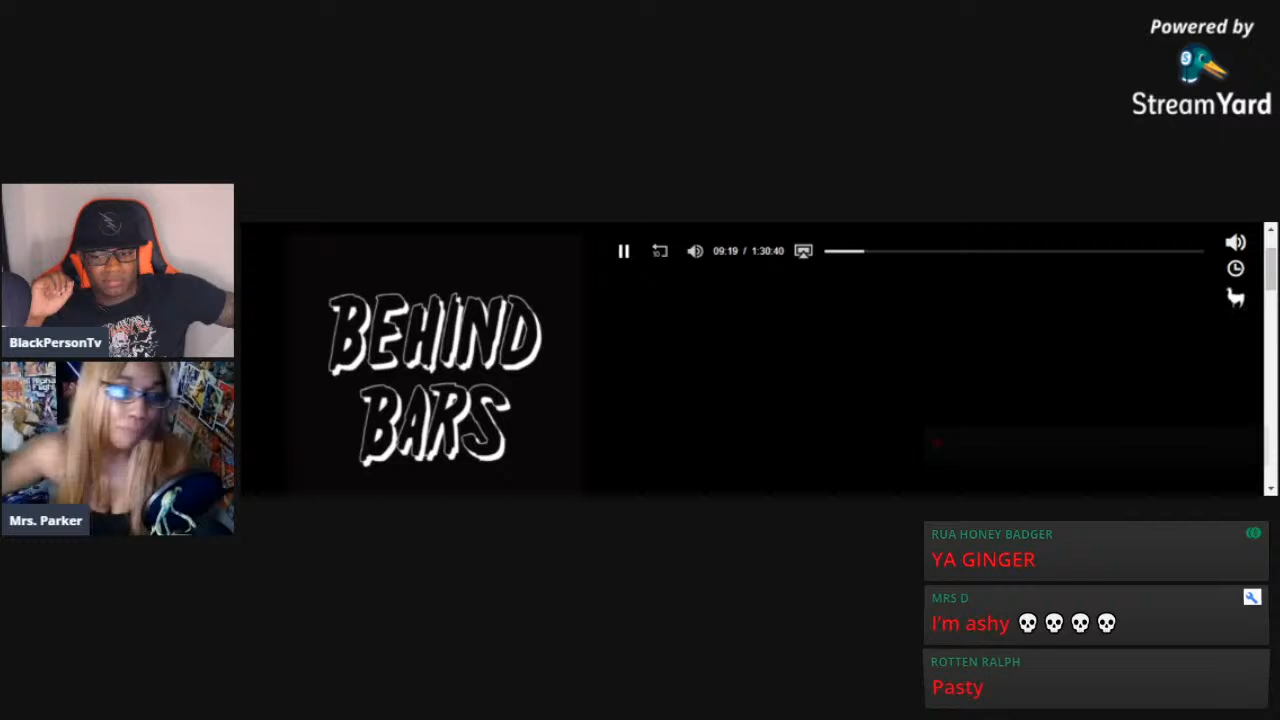 Powered by
StreamYard
BlackPersonTv
Mrs. Parker
09:19 / 1:30:40
BEHIND
BARS
RUA HONEY BADGER
YA GINGER
MRS D
I'm ashy 💀 💀 💀 💀
ROTTEN RALPH
Pasty